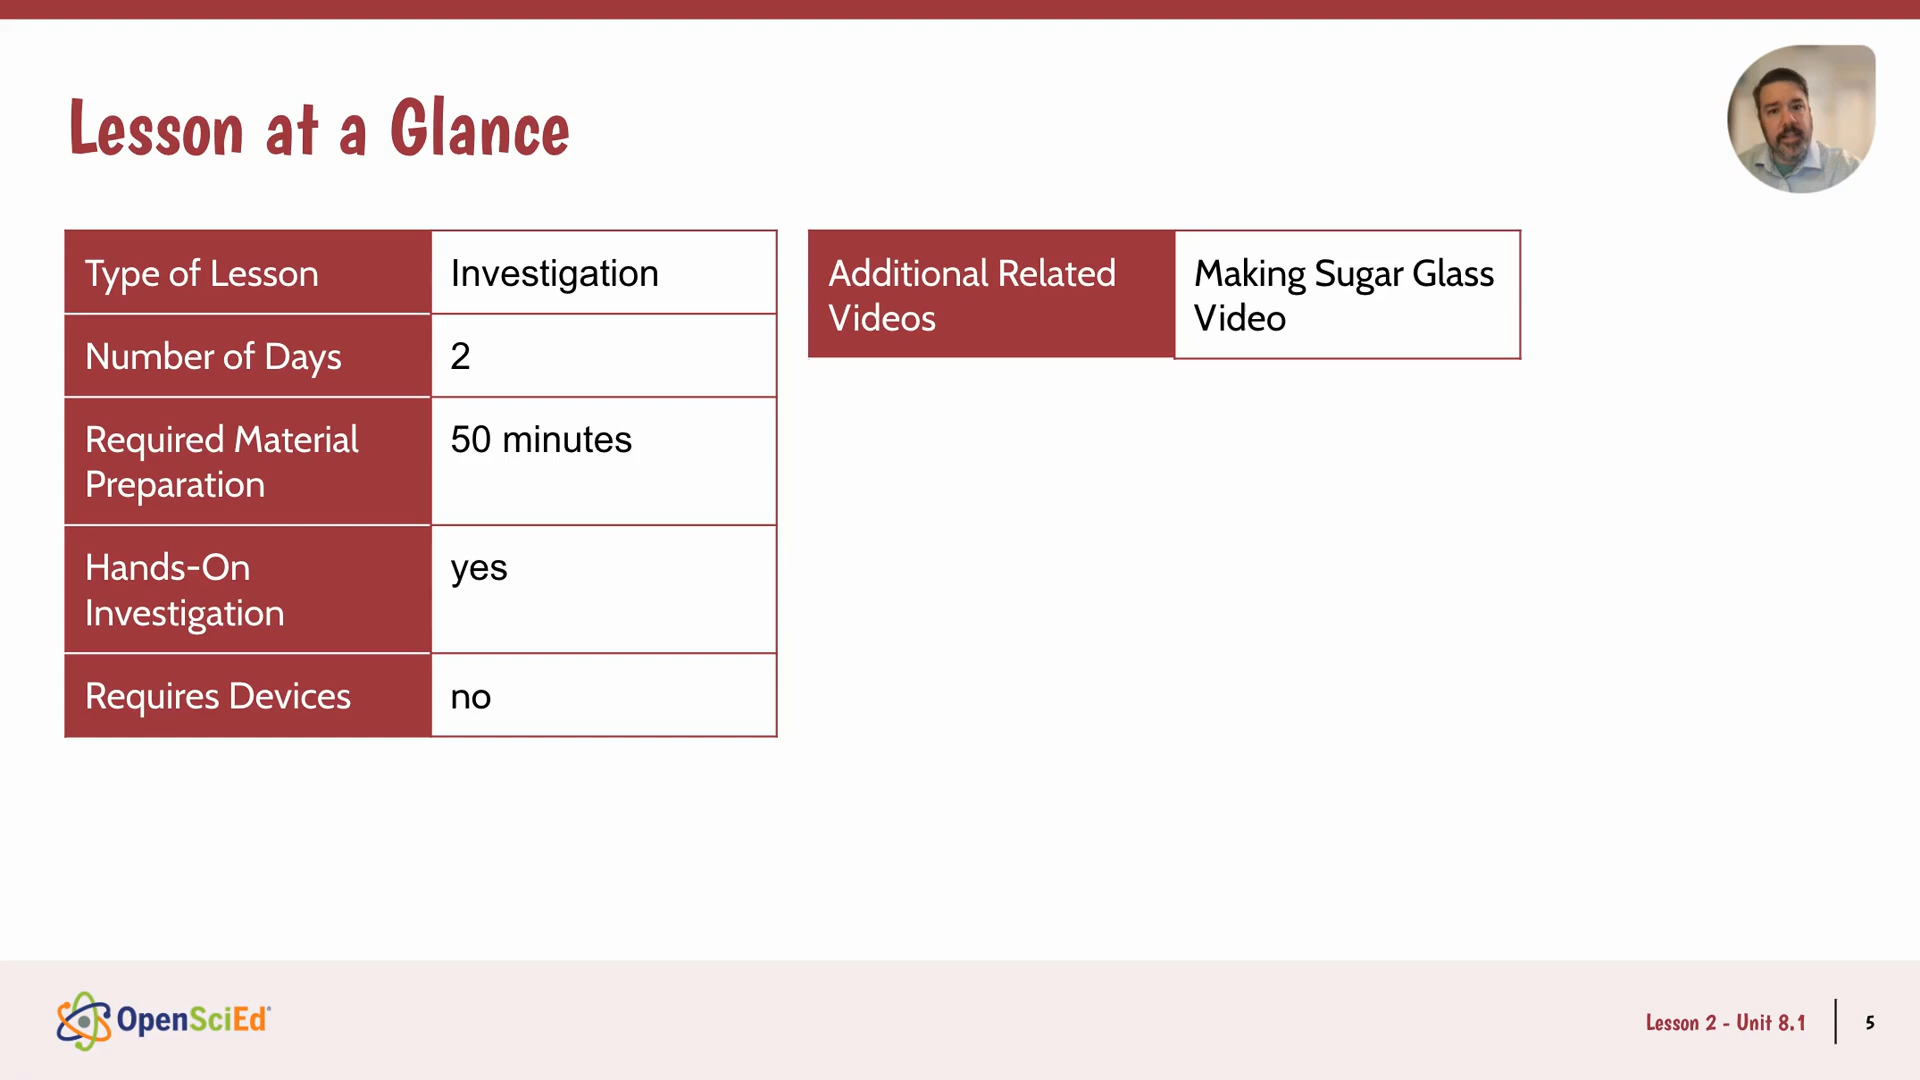 Lesson at a Glance
Type of Lesson
Investigation
Number of Days
2
Required Material
Preparation
50 minutes
Hands-On
Investigation
yes
Requires Devices
no
Additional Related
Videos
Making Sugar Glass
Video
OpenSciEd®
Lesson 2 - Unit 8.1
5